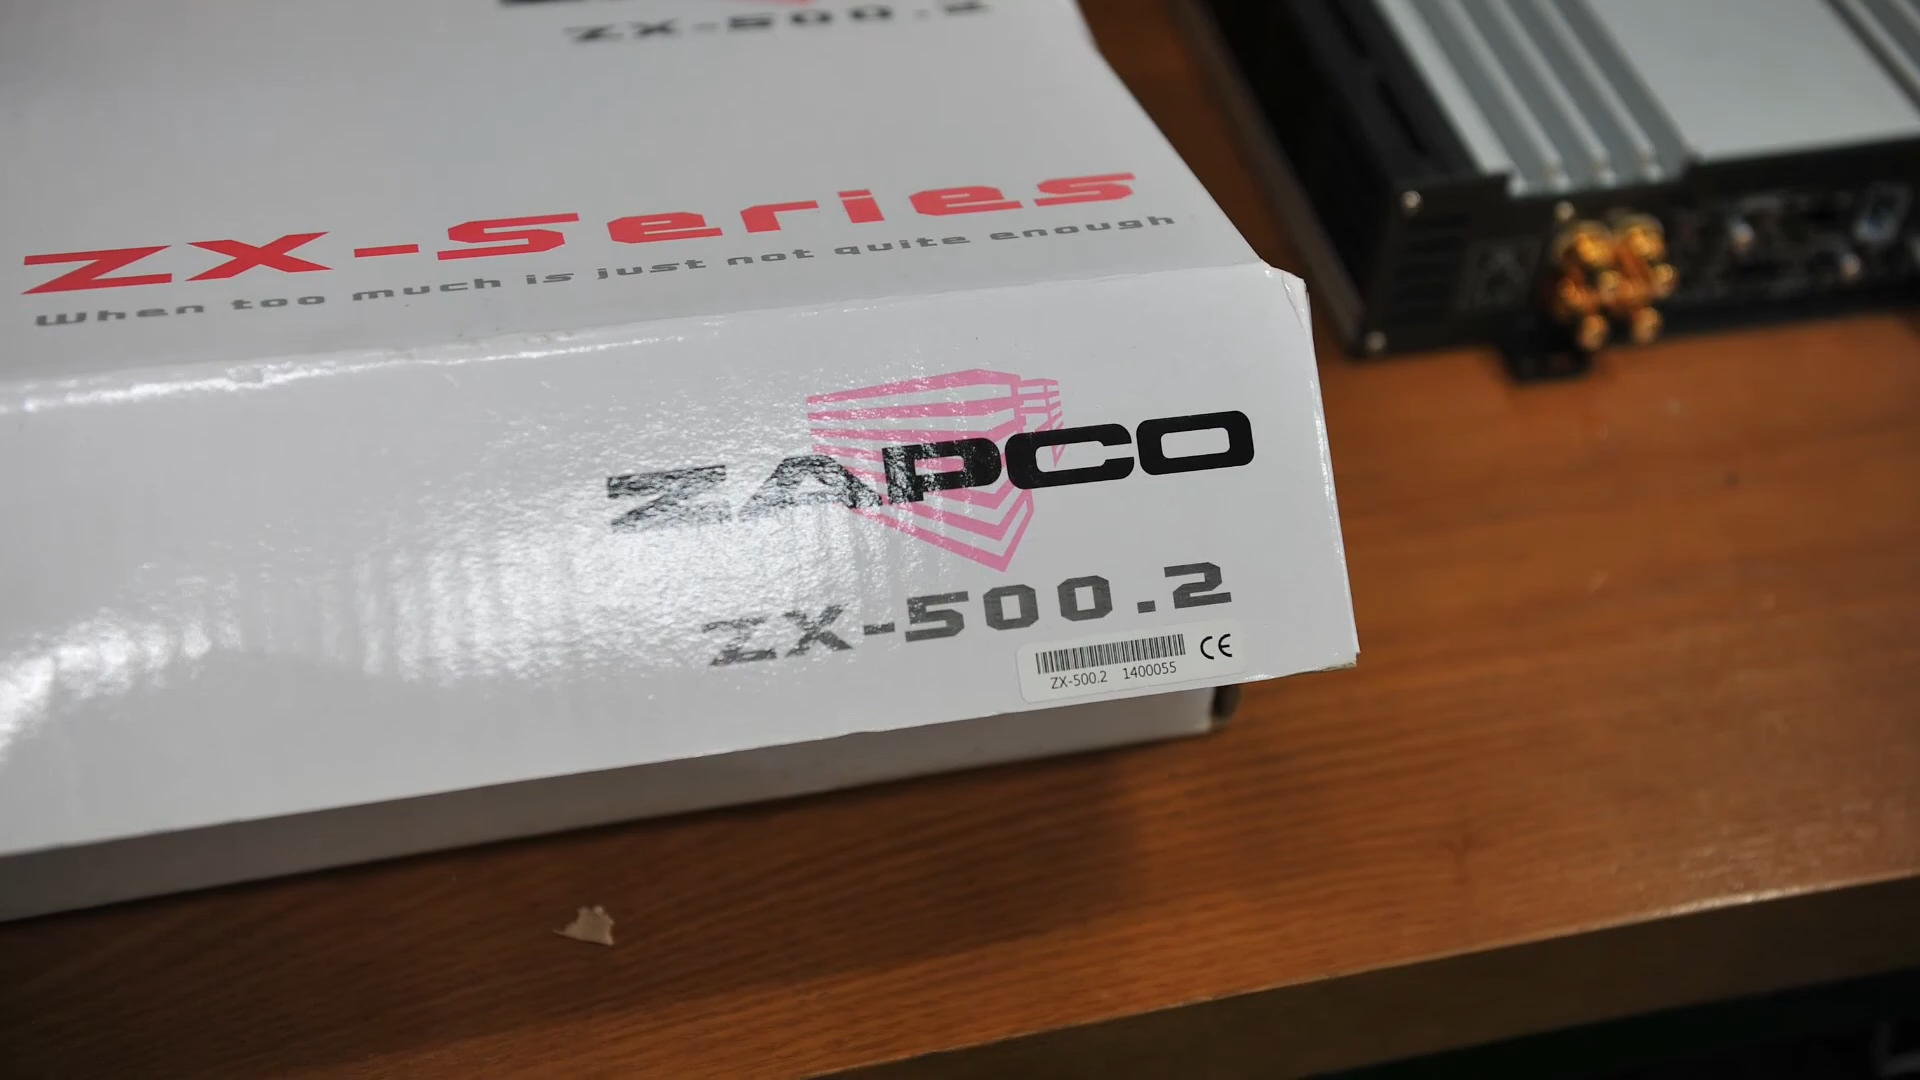 ZX-500.2
ZX-Series
When too much is just not quite enough
ZAPCO
ZX-500.2
CE
ZX-500.2 1400055